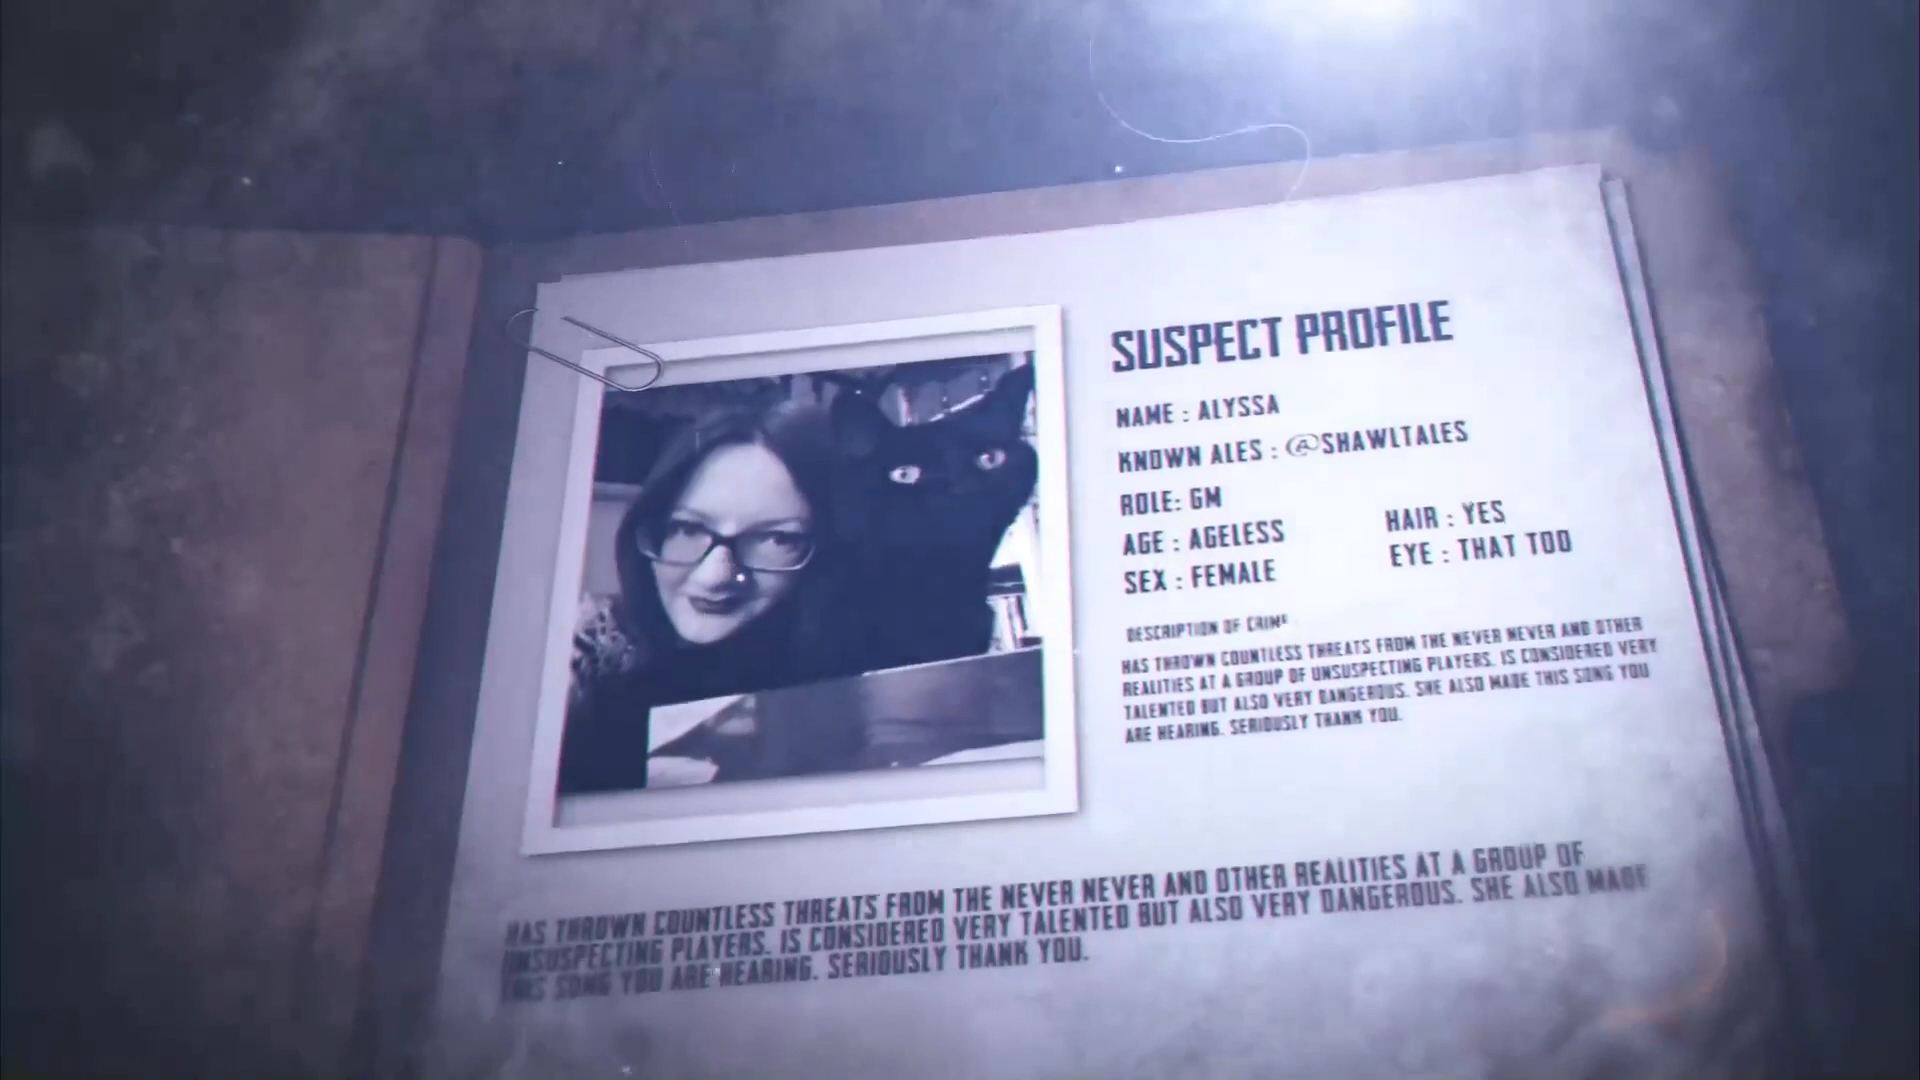 SUSPECT PROFILE
NAME : ALYSSA
KNOWN ALES : @SHAWLTALES
ROLE: GM
AGE : AGELESS
HAIR : YES
SEX : FEMALE
EYE : THAT TOO
DESCRIPTION OF CRIME
HAS THROWN COUNTLESS THREATS FROM THE NEVER NEVER AND OTHER
REALITIES AT A GROUP OF UNSUSPECTING PLAYERS. IS CONSIDERED VERY
TALENTED BUT ALSO VERY DANGEROUS. SHE ALSO MADE THIS SONG YOU
ARE HEARING. SERIOUSLY THANK YOU.
HAS THROWN COUNTLESS THREATS FROM THE NEVER NEVER AND OTHER REALITIES AT A GROUP OF
UNSUSPECTING PLAYERS. IS CONSIDERED VERY TALENTED BUT ALSO VERY DANGEROUS. SHE ALSO MADE
THIS SONG YOU ARE HEARING. SERIOUSLY THANK YOU.